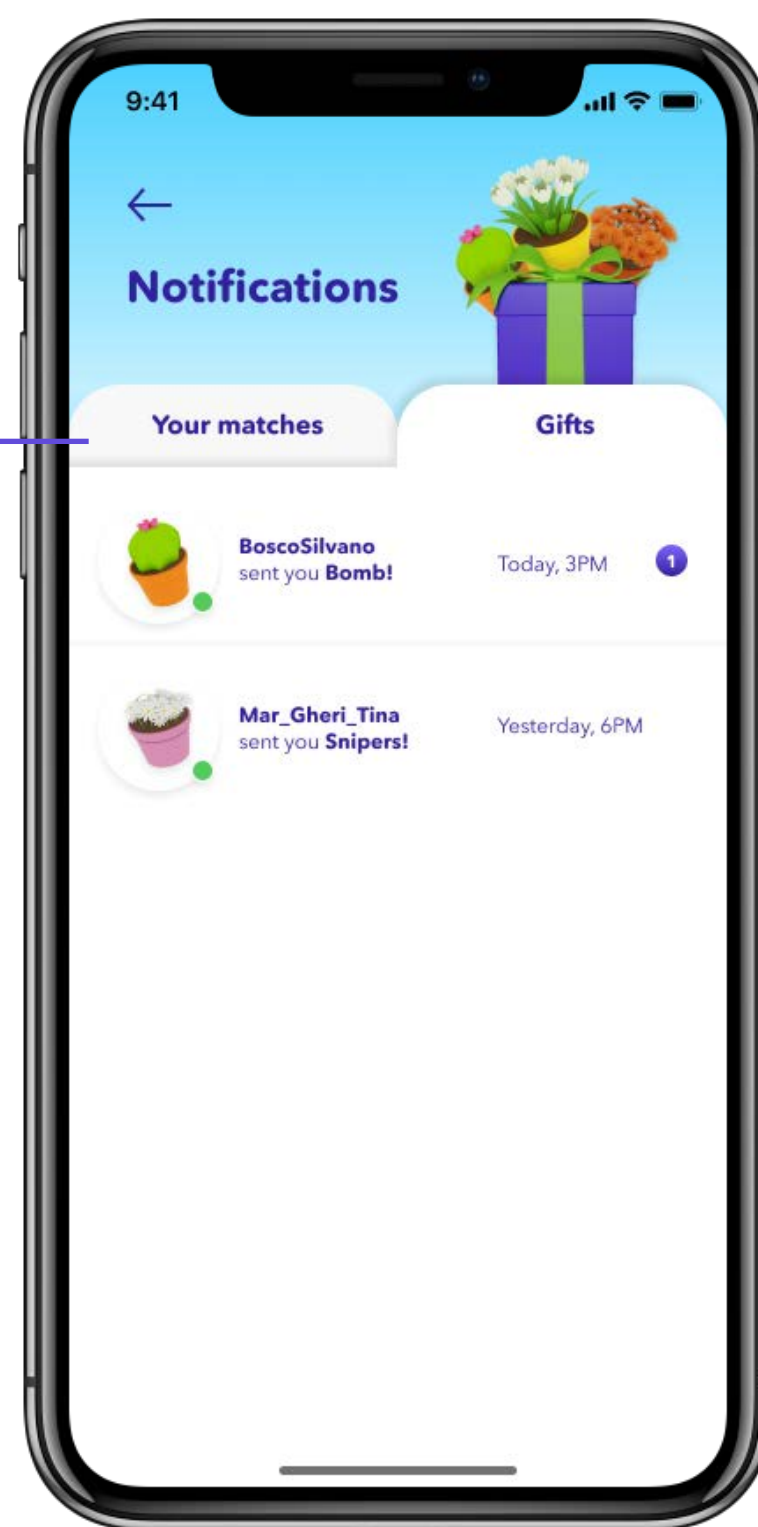 9:41
Notifications
Your matches
Gifts
BoscoSilvano
sent you Bomb!
Today, 3PM
1
Mar_Gheri_Tina
sent you Snipers!
Yesterday, 6PM